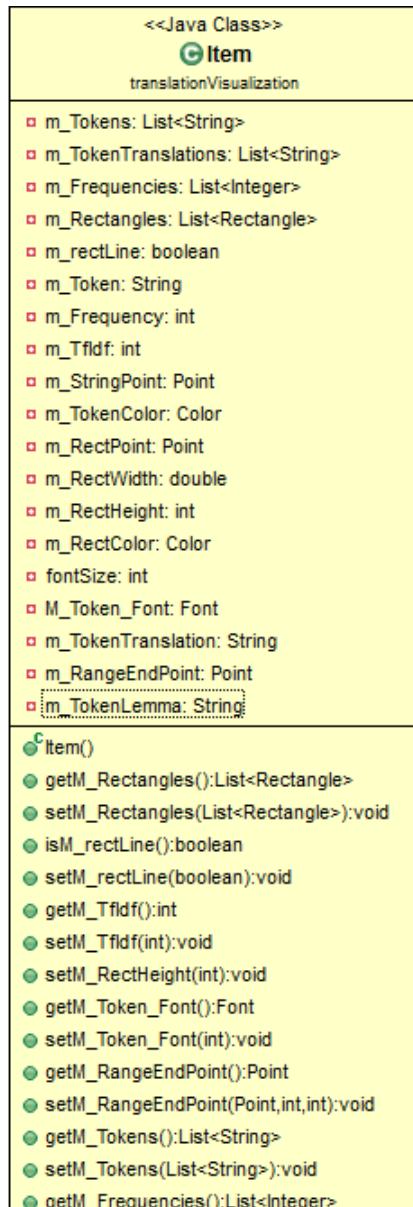 <<Java Class>>
Item
translationVisualization
m_Tokens: List<String>
m_TokenTranslations: List<String>
m_Frequencies: List<Integer>
m_Rectangles: List<Rectangle>
m_rectLine: boolean
m_Token: String
m_Frequency: int
m_TfIdf: int
m_StringPoint: Point
m_TokenColor: Color
m_RectPoint: Point
m_RectWidth: double
m_RectHeight: int
m_RectColor: Color
fontSize: int
M_Token_Font: Font
m_TokenTranslation: String
m_RangeEndPoint: Point
m_TokenLemma: String
Item()
getM_Rectangles():List<Rectangle>
setM_Rectangles(List<Rectangle>):void
isM_rectLine():boolean
setM_rectLine(boolean):void
getM_TfIdf():int
setM_TfIdf(int):void
setM_RectHeight(int):void
getM_Token_Font():Font
setM_Token_Font(int):void
getM_RangeEndPoint():Point
setM_RangeEndPoint(Point,int,int):void
getM_Tokens():List<String>
setM_Tokens(List<String>):void
getM_Frequencies():List<Integer>